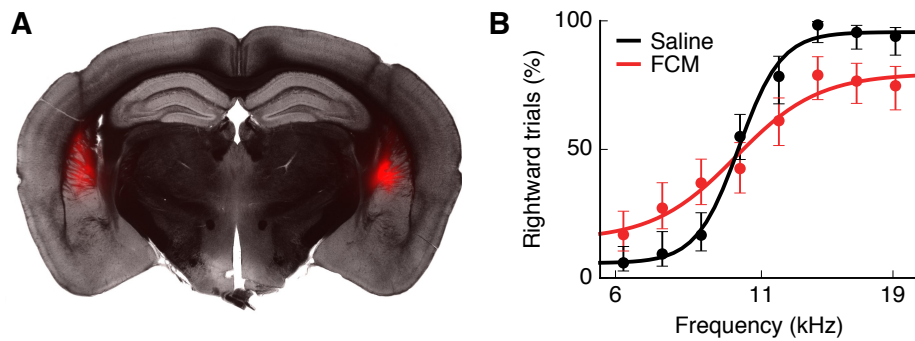 A
B
Saline
FCM
100
50
0
Rightward trials (%)
6
11
19
Frequency (kHz)